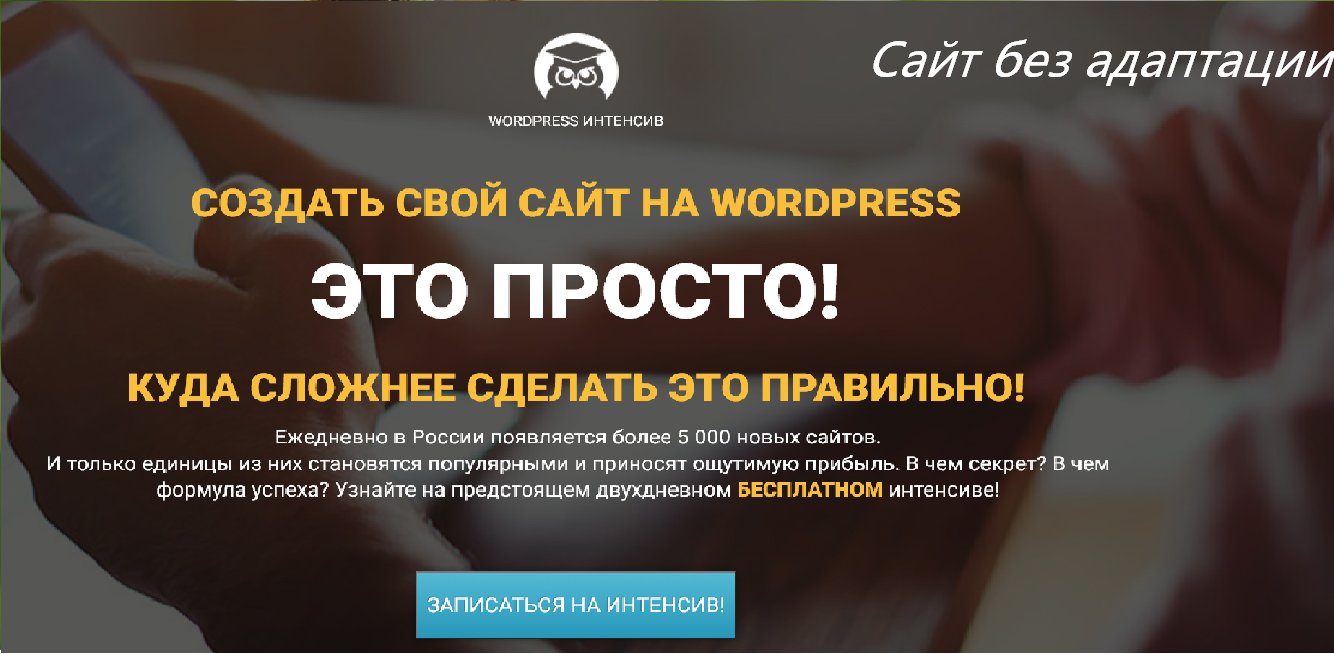 Сайт без адаптации
WORDPRESS ИНТЕНСИВ
СОЗДАТЬ СВОЙ САЙТ НА WORDPRESS
ЭТО ПРОСТО!
КУДА СЛОЖНЕЕ СДЕЛАТЬ ЭТО ПРАВИЛЬНО!
Ежедневно в России появляется более 5 000 новых сайтов.
И только единицы из них становятся популярными и приносят ощутимую прибыль. В чем секрет? В чем
формула успеха? Узнайте на предстоящем двухдневном БЕСПЛАТНОМ интенсиве!
ЗАПИСАТЬСЯ НА ИНТЕНСИВ!